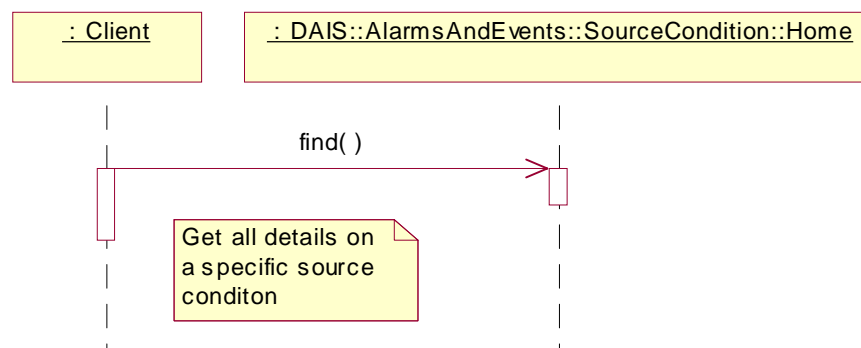 : Client
: DAIS::AlarmsAndEvents::SourceCondition::Home
find( )
Get all details on
a specific source
conditon